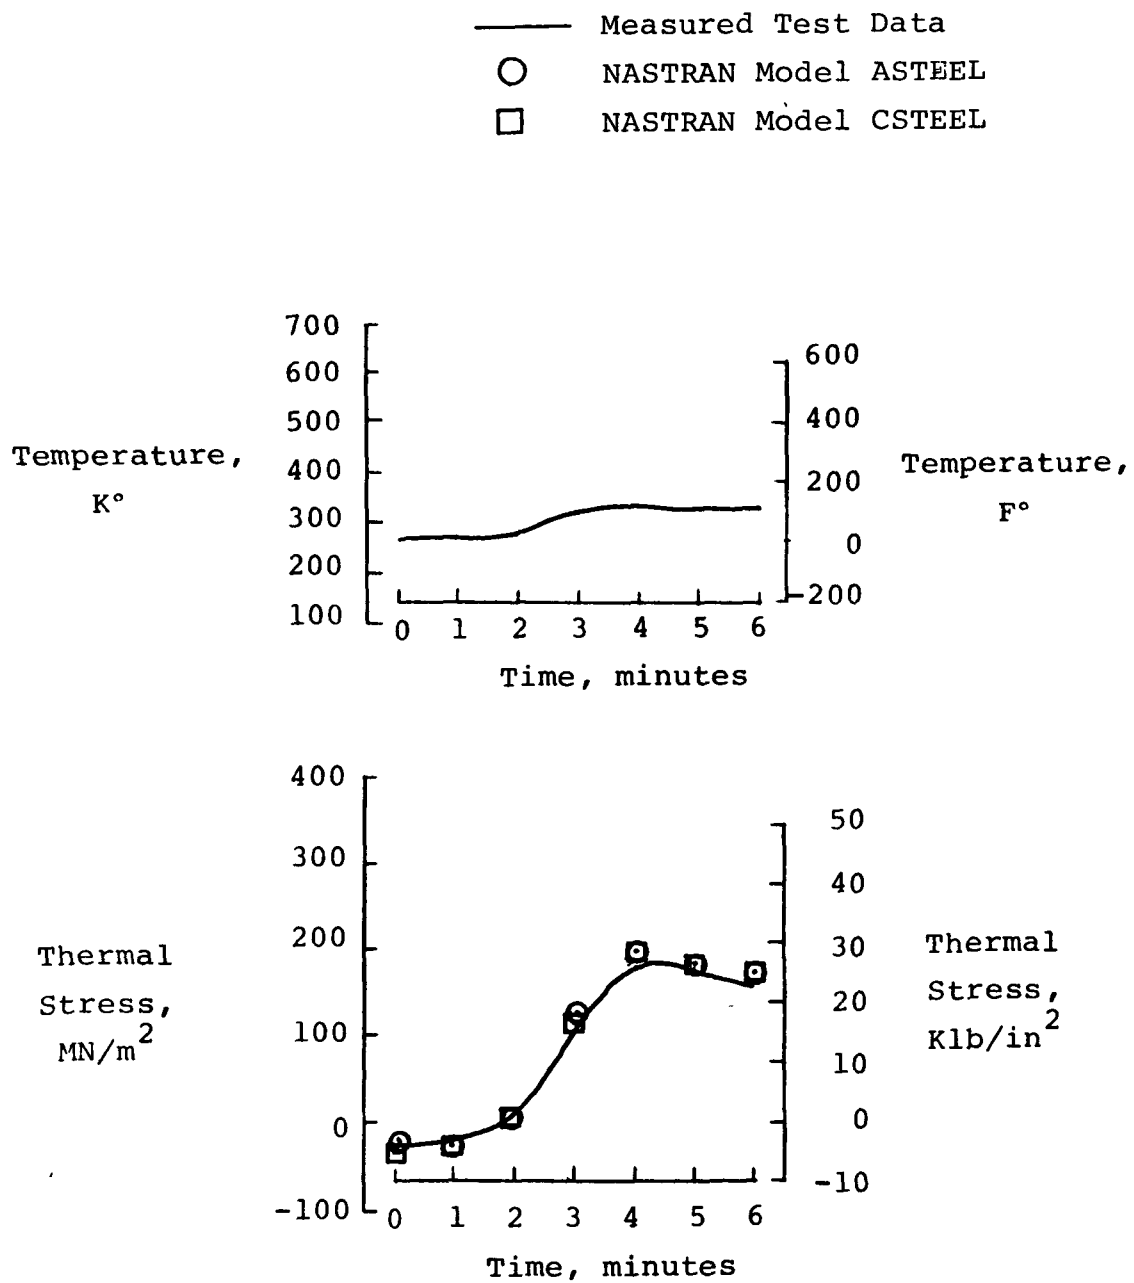 Measured Test Data
NASTRAN Model ASTEEL
NASTRAN Model CSTEEL
700
600
500
400
300
200
100
Temperature,
K°
600
400
200
0
-200
Temperature,
F°
0 1 2 3 4 5 6
Time, minutes
400
300
200
100
0
-100
Thermal
Stress,
MN/m²
50
40
30
20
10
0
-10
Thermal
Stress,
Klb/in²
0 1 2 3 4 5 6
Time, minutes